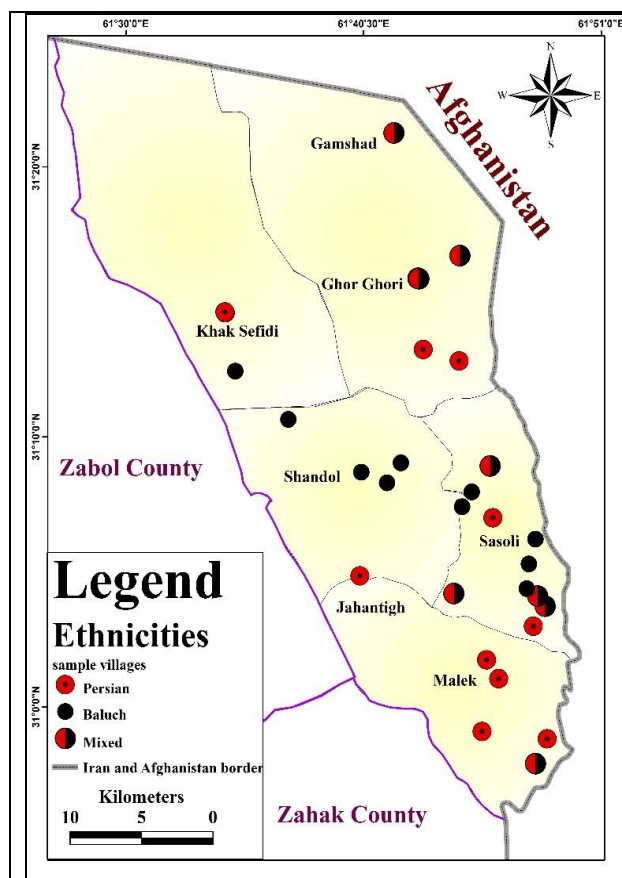 61°30'0"E
61°40'30"E
61°51'0"E
N
W
E
S
Afghanistan
Gamshad
31°20'0"N
Ghor Ghori
Khak Sefidi
31°10'0"N
Zabol County
Shandol
Sasoli
Jahantigh
Malek
31°0'0"N
Zahak County
Legend
Ethnicities
sample villages
Persian
Baluch
Mixed
Iran and Afghanistan border
Kilometers
10 5 0